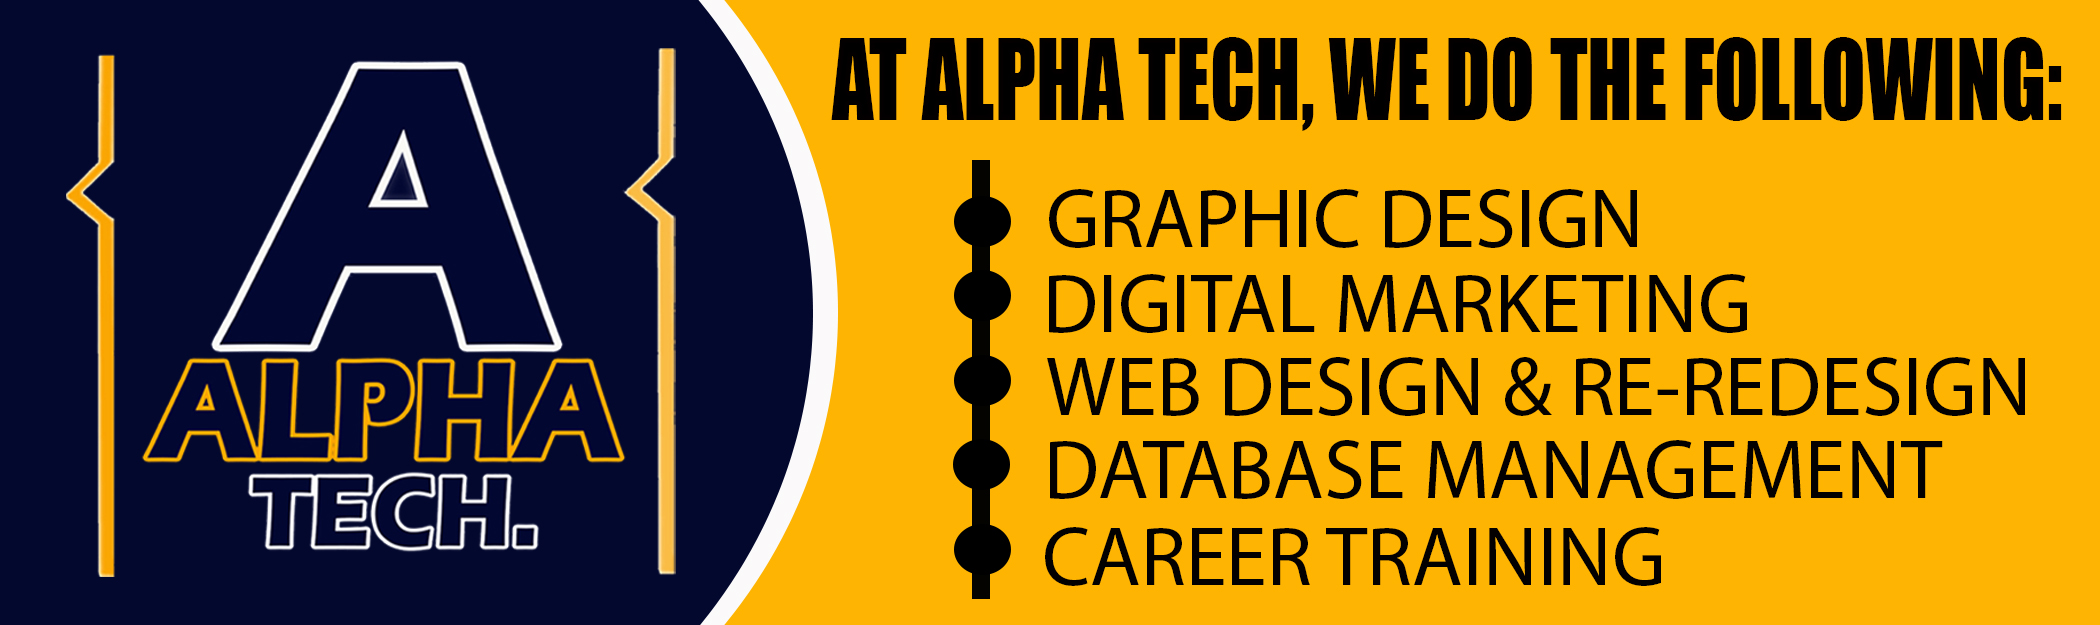 A
ALPHA
TECH.
AT ALPHA TECH, WE DO THE FOLLOWING:
GRAPHIC DESIGN
DIGITAL MARKETING
WEB DESIGN & RE-REDESIGN
DATABASE MANAGEMENT
CAREER TRAINING